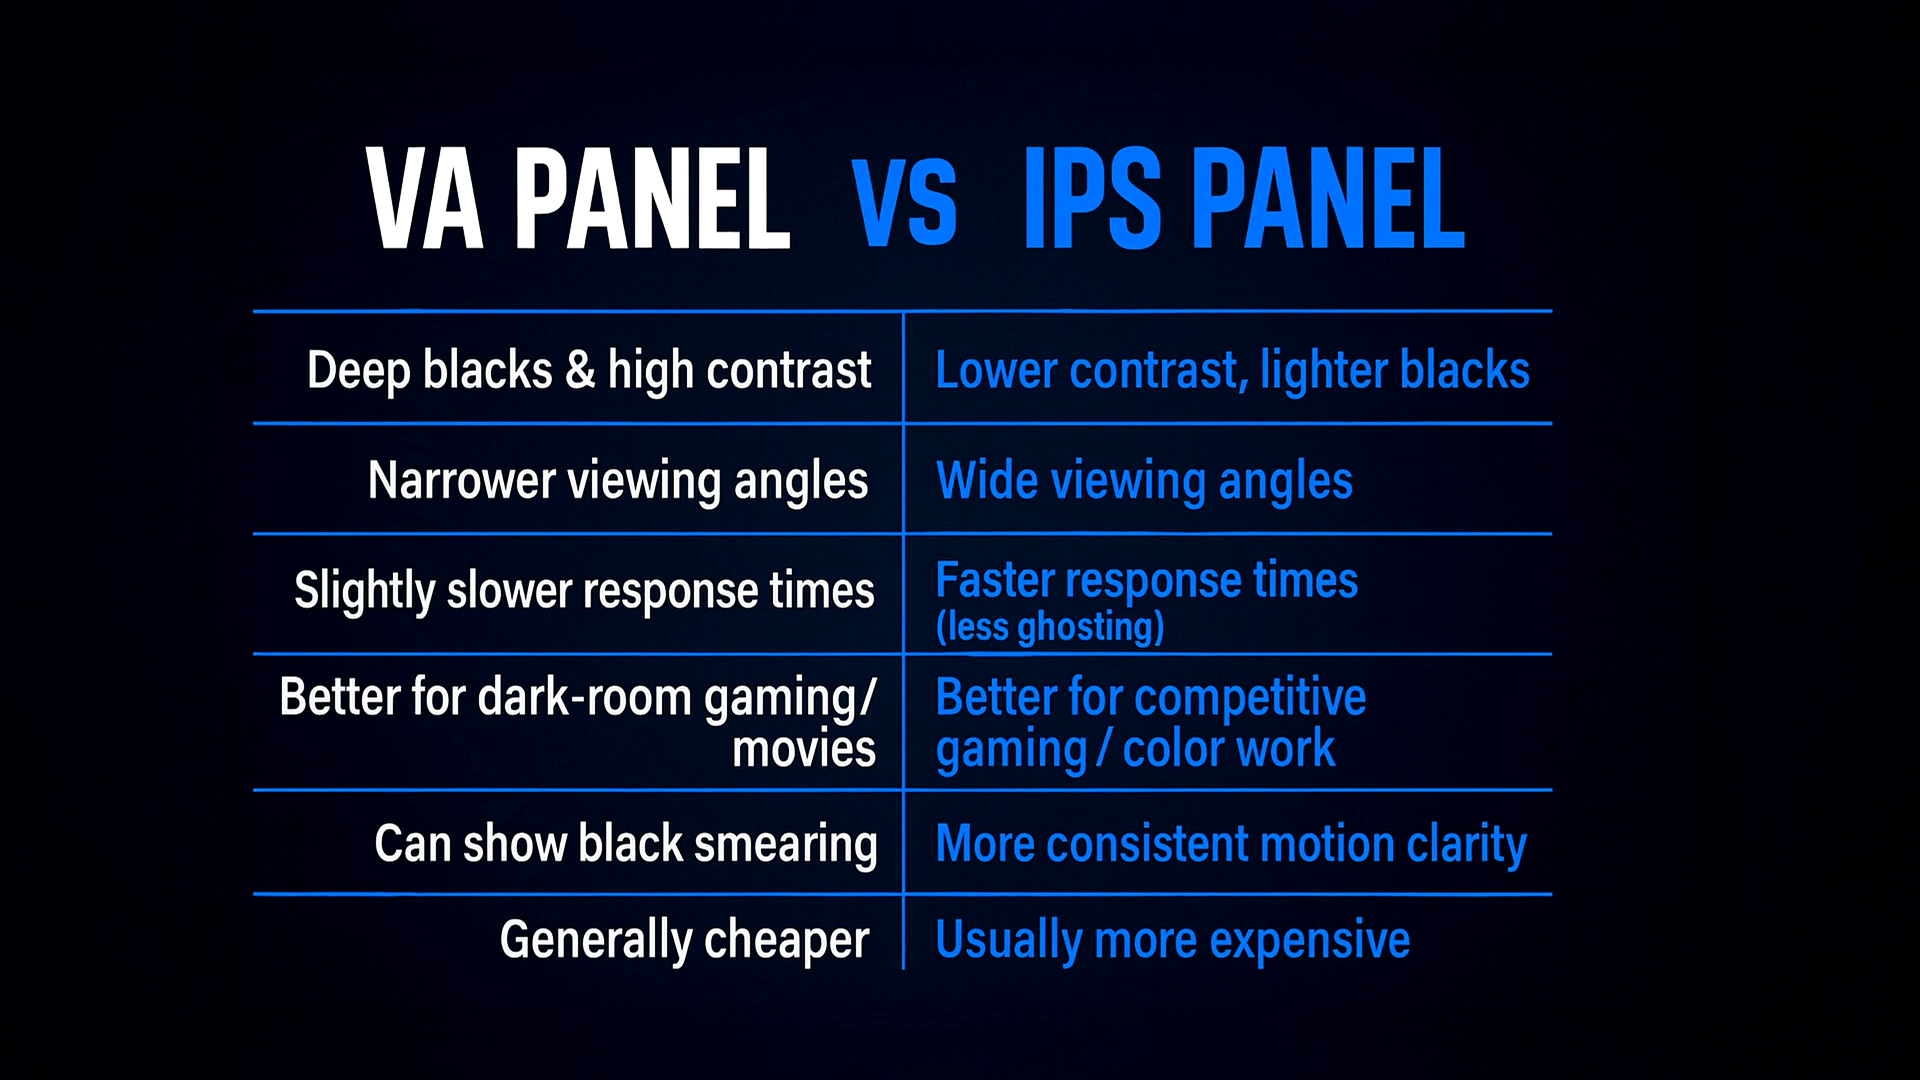 VA PANEL VS IPS PANEL
Deep blacks & high contrast
Lower contrast, lighter blacks
Narrower viewing angles
Wide viewing angles
Slightly slower response times
Faster response times
(less ghosting)
Better for dark-room gaming/
movies
Better for competitive
gaming / color work
Can show black smearing
More consistent motion clarity
Generally cheaper
Usually more expensive